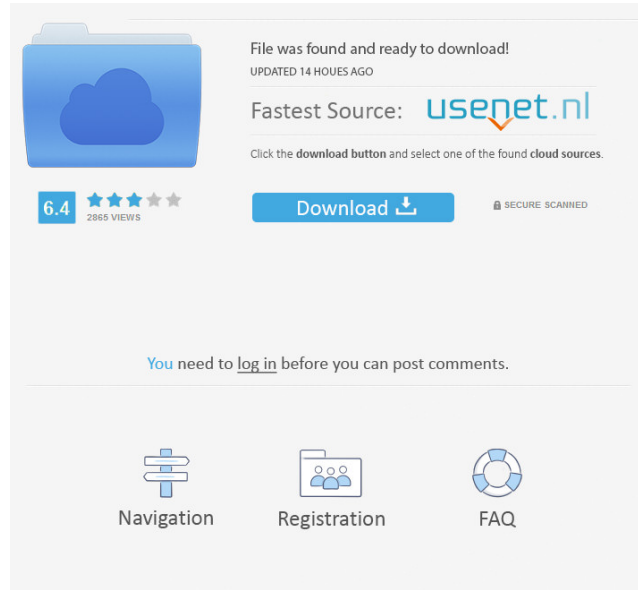 File was found and ready to download!
UPDATED 14 HOUES AGO
Fastest Source: usenet.nl
Click the download button and select one of the found cloud sources.
6.4
2865 VIEWS
Download
SECURE SCANNED
You need to log in before you can post comments.
Navigation
Registration
FAQ